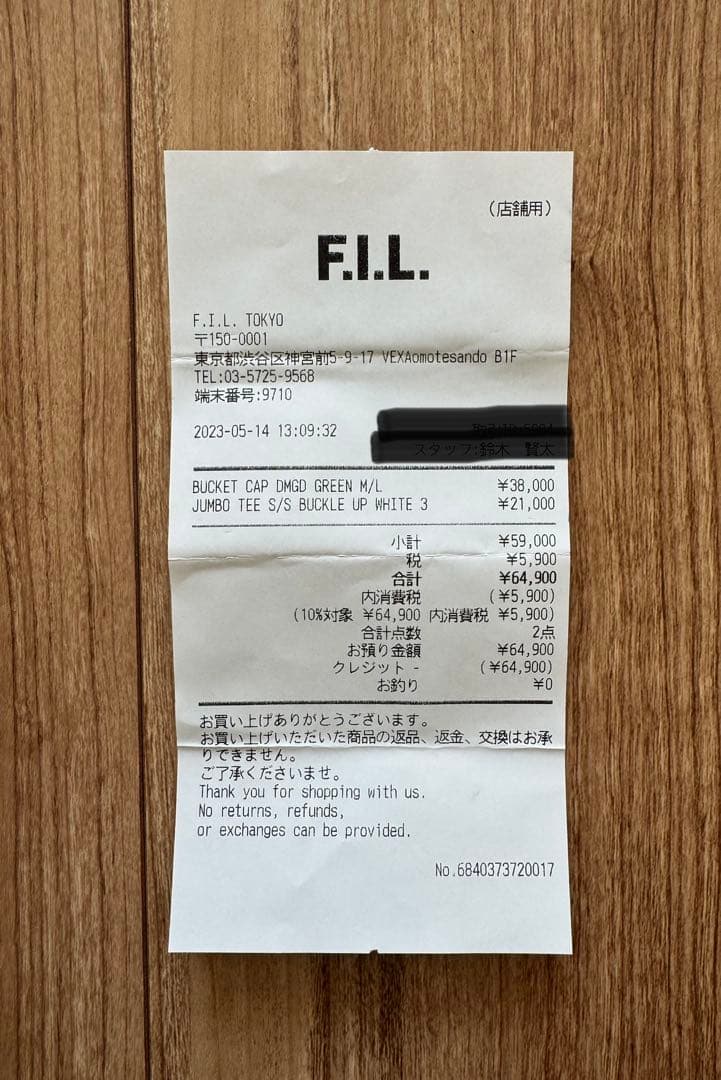 (店舗用)
F.I.L.
F.I.L. TOKYO
〒150-0001
東京都渋谷区神宮前5-9-17 VEXAomotesando B1F
TEL:03-5725-9568
端末番号:9710
2023-05-14 13:09:32
BUCKET CAP DMGD GREEN M/L ¥38,000
JUMBO TEE S/S BUCKLE UP WHITE 3 ¥21,000
小計 ¥59,000
税 ¥5,900
合計 ¥64,900
内消費税 (¥5,900)
(10%対象 ¥64,900 内消費税 ¥5,900)
合計点数 2点
お預り金額 ¥64,900
クレジット - (¥64,900)
お釣り ¥0
お買い上げありがとうございます。
お買い上げいただいた商品の返品、返金、交換はお承
りできません。
ご了承くださいませ。
Thank you for shopping with us.
No returns, refunds,
or exchanges can be provided.
No.6840373720017